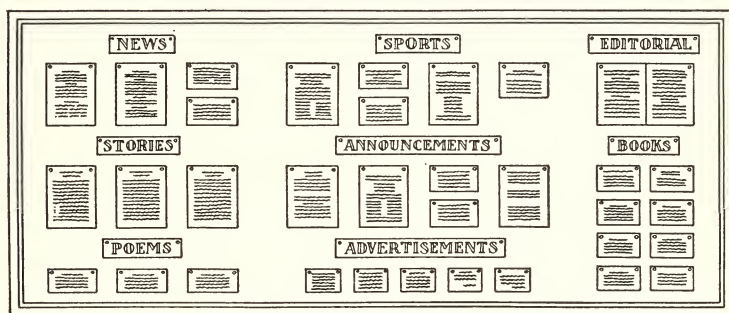 NEWS
SPORTS
EDITORIAL
STORIES
ANNOUNCEMENTS
BOOKS
POEMS
ADVERTISEMENTS